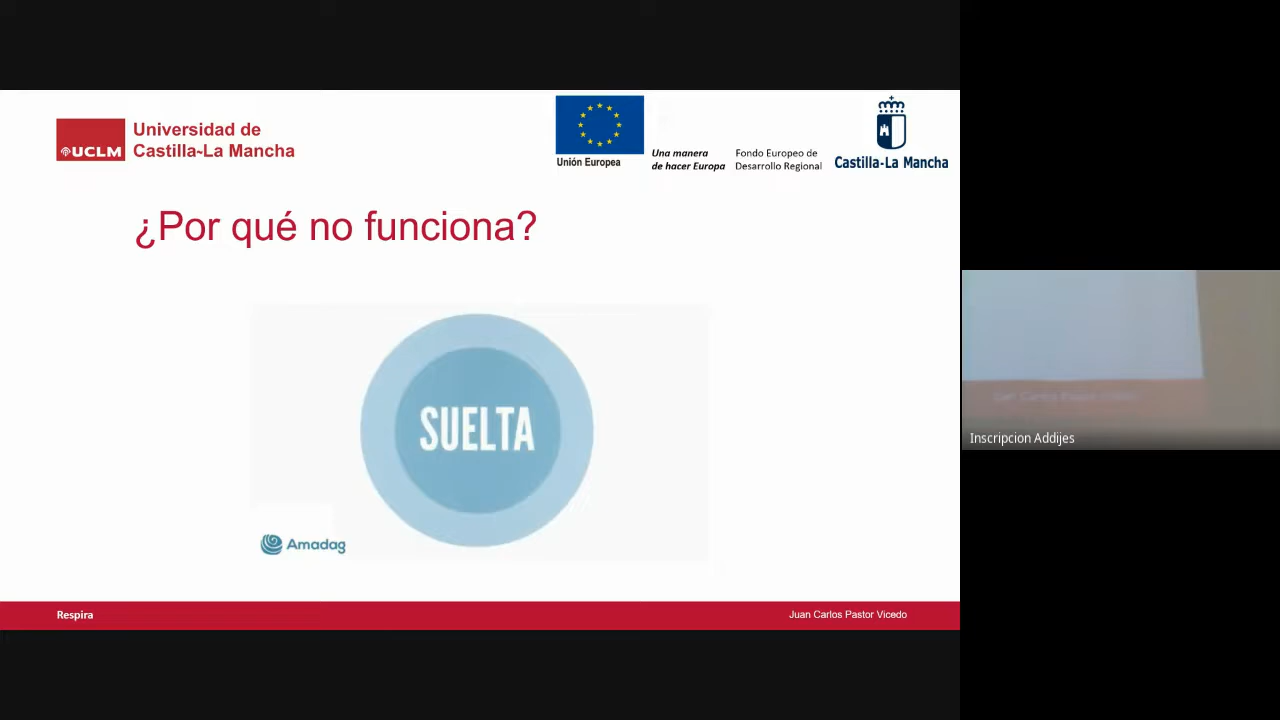 UCLM
Universidad de
Castilla-La Mancha
Unión Europea
Una manera
de hacer Europa
Fondo Europeo de
Desarrollo Regional
Castilla-La Mancha
¿Por qué no funciona?
SUELTA
Amadag
Respira
Juan Carlos Pastor Vicedo
Inscripcion Addijes